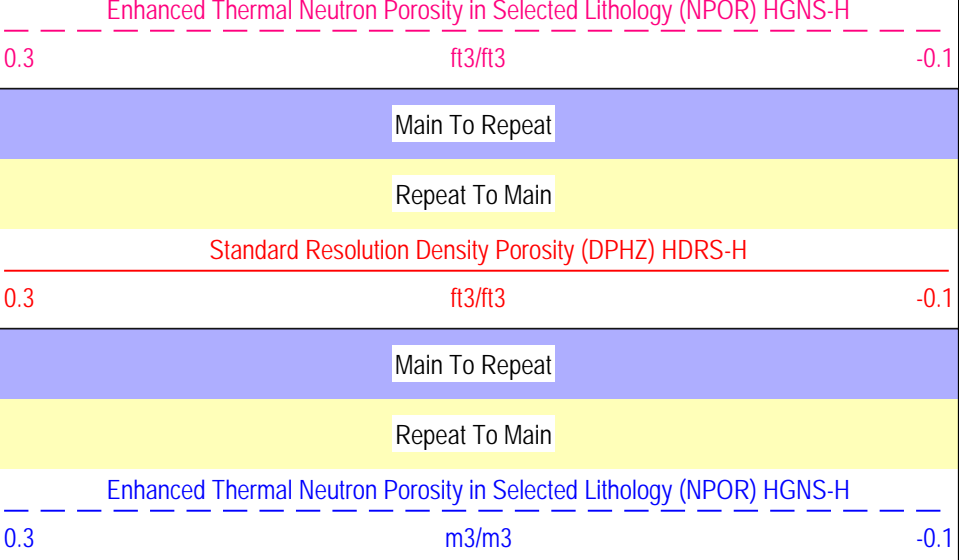 Enhanced Thermal Neutron Porosity in Selected Lithology (NPOR) HGNS-H
0.3 ft3/ft3 -0.1
Main To Repeat
Repeat To Main
Standard Resolution Density Porosity (DPHZ) HDRS-H
0.3 ft3/ft3 -0.1
Main To Repeat
Repeat To Main
Enhanced Thermal Neutron Porosity in Selected Lithology (NPOR) HGNS-H
0.3 m3/m3 -0.1